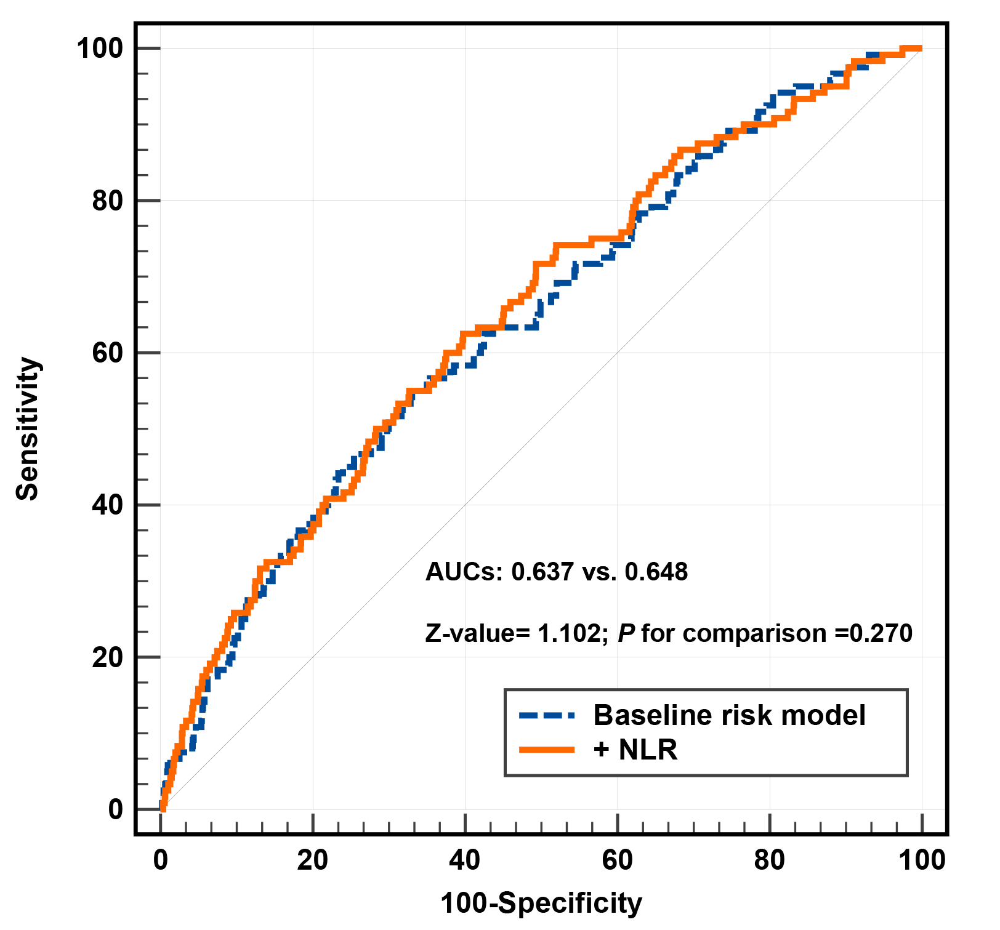 100
80
60
40
20
0
Sensitivity
AUCs: 0.637 vs. 0.648
Z-value= 1.102; P for comparison =0.270
Baseline risk model
+ NLR
0 20 40 60 80 100
100-Specificity